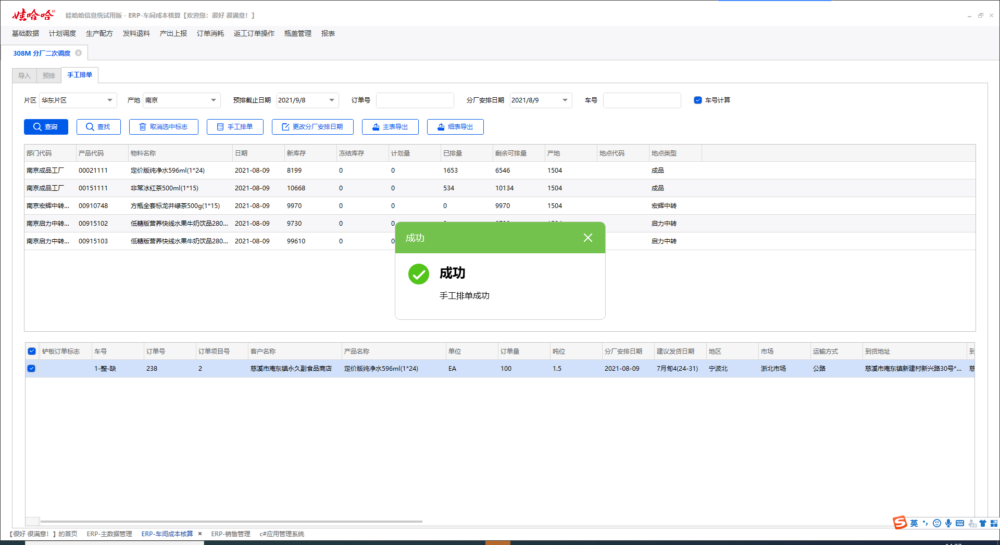 娃哈哈
娃哈哈信息统试用版 - ERP-车间成本核算【欢迎您：很好 很满意！】
基础数据 计划调度 生产配方 发料退料 产出上报 订单消耗 返工订单操作 瓶盖管理 报表
308M 分厂二次调度
导入 预排 手工排单
片区 华东片区 产地 南京 预排截止日期 2021/9/8 订单号 分厂安排日期 2021/8/9 车号 车号计算
查询 查找 取消选中标志 手工排单 更改分厂安排日期 主表导出 细表导出
部门代码 产品代码 物料名称 日期 新库存 冻结库存 计划量 已排量 剩余可排量 产地 地点代码 地点类型
南京成品工厂 00021111 定价版纯净水596ml(1*24) 2021-08-09 8199 0 0 1653 6546 1504 成品
南京成品工厂 00151111 非常冰红茶500ml(1*15) 2021-08-09 10668 0 0 534 10134 1504 成品
南京宏辉中转... 00910748 方瓶全套标龙井绿茶500g(1*15) 2021-08-09 9970 0 0 0 9970 1504 宏辉中转
南京启力中转... 00915102 低糖版营养快线水果牛奶饮品280... 2021-08-09 9730 0 0 启力中转
南京启力中转... 00915103 低糖版营养快线水果牛奶饮品280... 2021-08-09 99610 0 0 启力中转
成功
成功
手工排单成功
铲板订单标志 车号 订单号 订单项目号 客户名称 产品名称 单位 订单量 吨位 分厂安排日期 建议发货日期 地区 市场 运输方式 到货地址 到
1-整-缺 238 2 慈溪市庵东镇永久副食品商店 定价版纯净水596ml(1*24) EA 100 1.5 2021-08-09 7月旬4(24-31) 宁波北 浙北市场 公路 慈溪市庵东镇新建村新兴路30号*... 慈
英
【很好 很满意！】的首页 ERP-主数据管理 ERP-车间成本核算 ERP-销售管理 c#应用管理系统